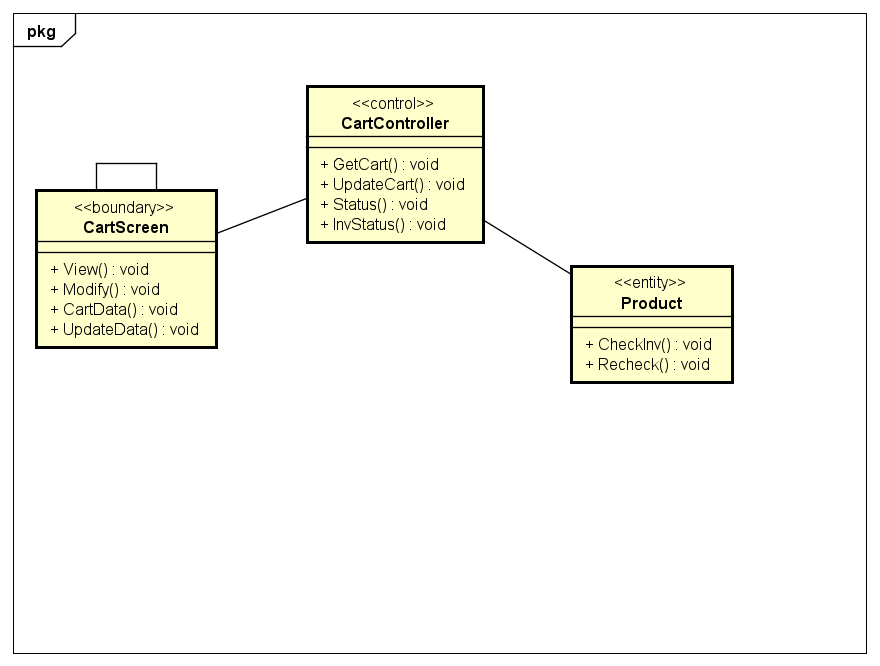 pkg
<<control>>
CartController
+ GetCart() : void
+ UpdateCart() : void
+ Status() : void
+ InvStatus() : void
<<boundary>>
CartScreen
+ View() : void
+ Modify() : void
+ CartData() : void
+ UpdateData() : void
<<entity>>
Product
+ CheckInv() : void
+ Recheck() : void